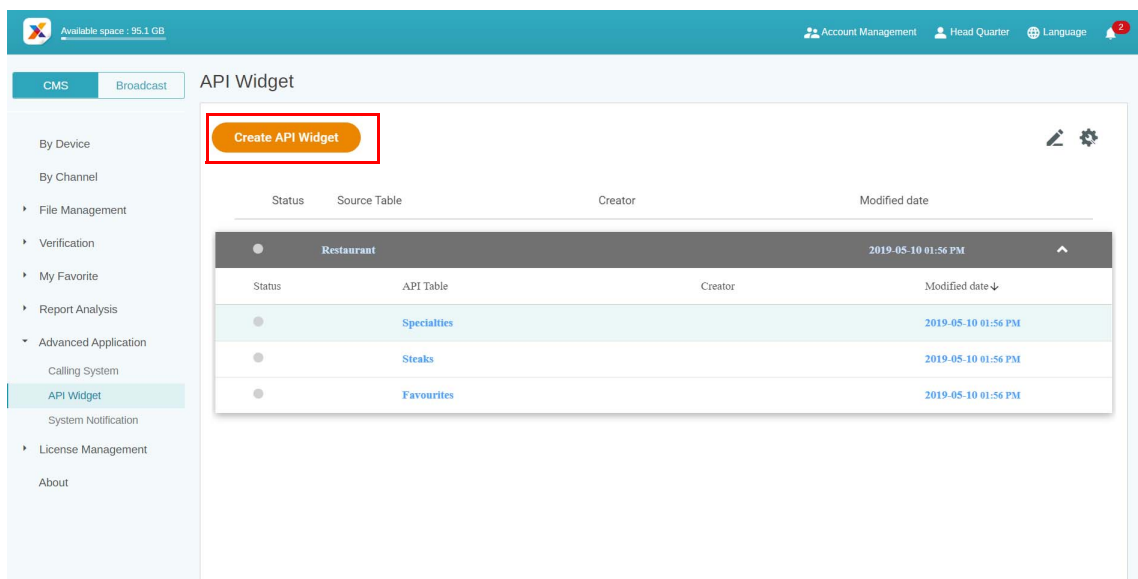 Available space : 95.1 GB
Account Management
Head Quarter
Language
2
CMS
Broadcast
API Widget
By Device
By Channel
File Management
Verification
My Favorite
Report Analysis
Advanced Application
Calling System
API Widget
System Notification
License Management
About
Create API Widget
Status Source Table Creator Modified date
Restaurant 2019-05-10 01:56 PM
Status API Table Creator Modified date
Specialties 2019-05-10 01:56 PM
Steaks 2019-05-10 01:56 PM
Favourites 2019-05-10 01:56 PM